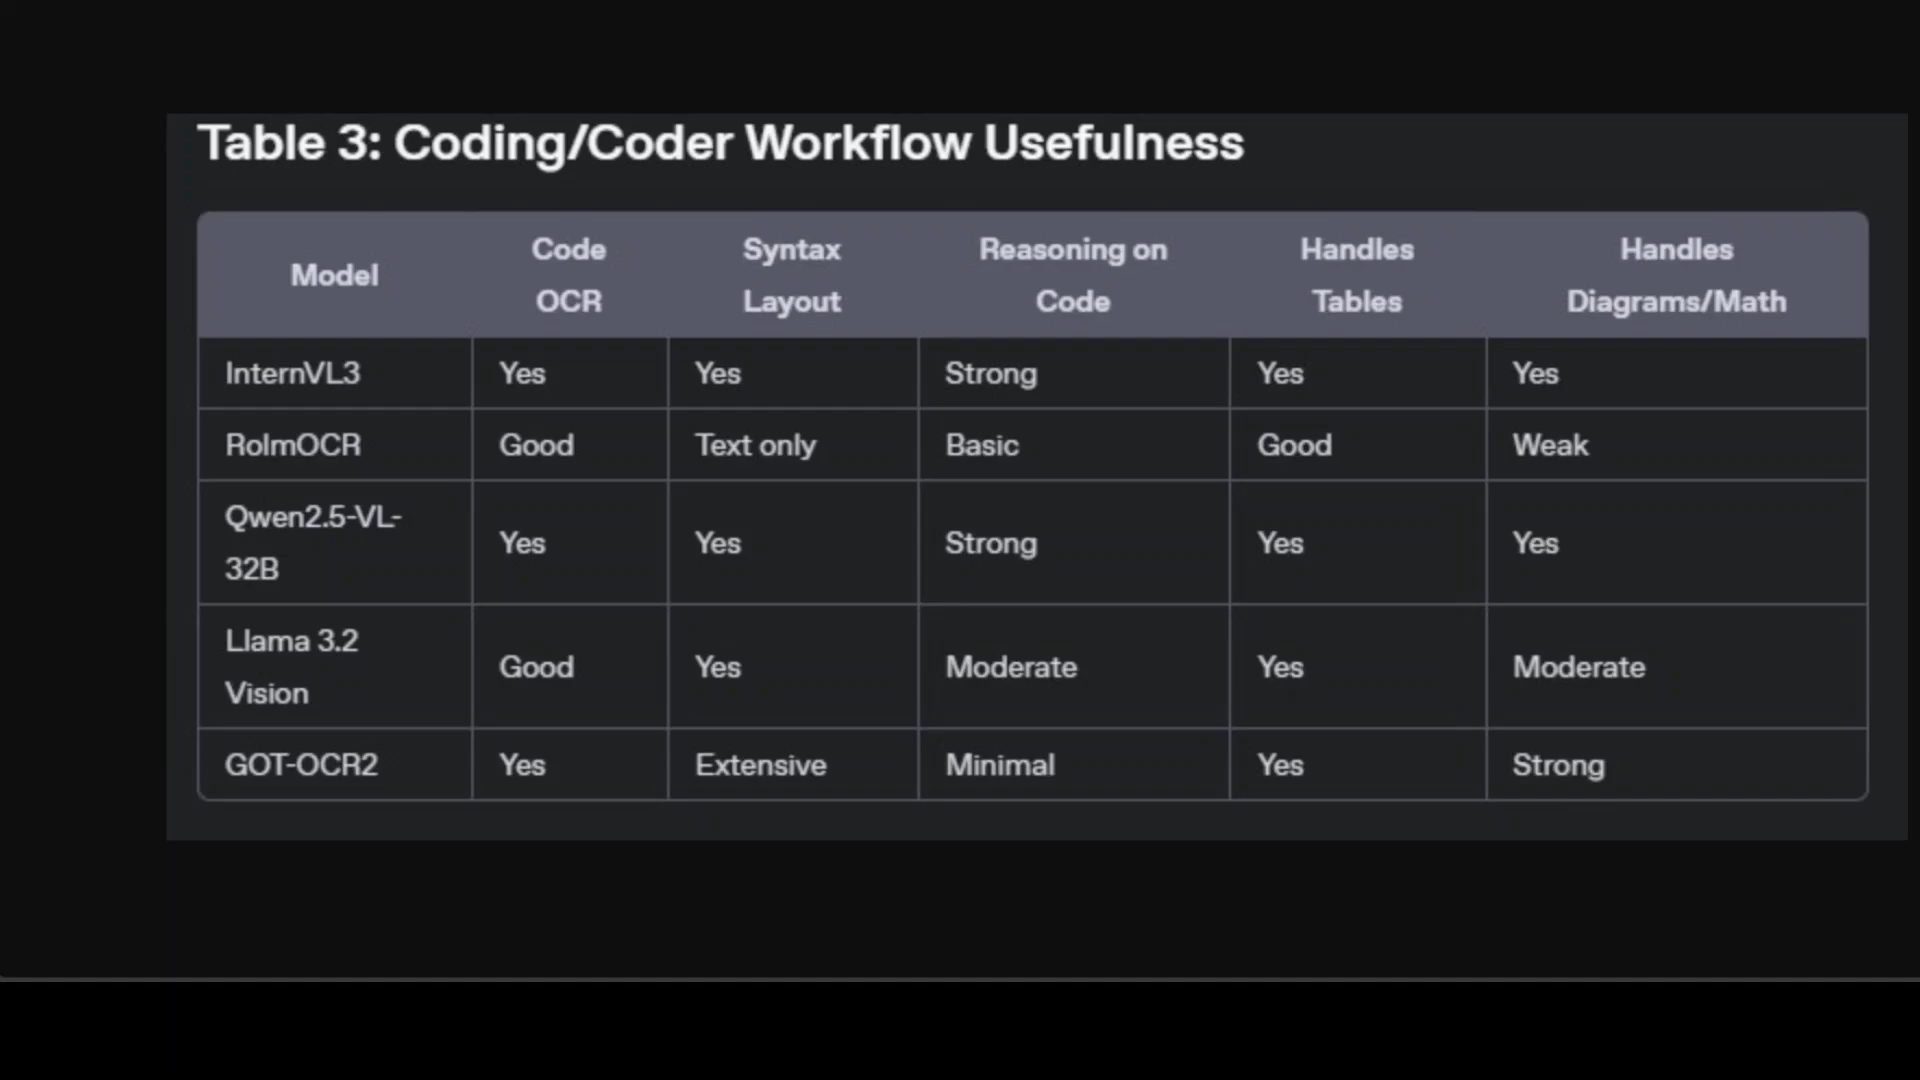 Table 3: Coding/Coder Workflow Usefulness
Model Code OCR Syntax Layout Reasoning on Code Handles Tables Handles Diagrams/Math
InternVL3 Yes Yes Strong Yes Yes
RolmOCR Good Text only Basic Good Weak
Qwen2.5-VL-32B Yes Yes Strong Yes Yes
Llama 3.2 Vision Good Yes Moderate Yes Moderate
GOT-OCR2 Yes Extensive Minimal Yes Strong